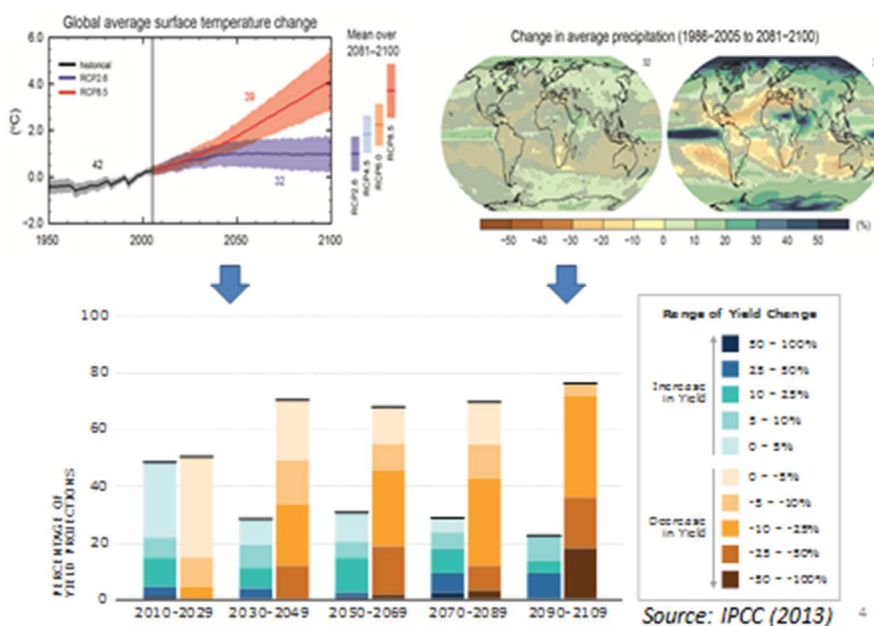 Global average surface temperature change
Mean over
2081–2100
6.0
4.0
2.0
0.0
−2.0
(°C)
historical
RCP2.6
RCP8.5
42
39
32
1950
2000
2050
2100
RCP2.6
RCP4.5
RCP6.0
RCP8.5
Change in average precipitation (1986−2005 to 2081−2100)
32
−50
−40
−30
−20
−10
0
10
20
30
40
50
(%)
100
80
60
40
20
0
PERCENTAGE OF
YIELD PROJECTIONS
2010-2029
2030-2049
2050-2069
2070-2089
2090-2109
Range of Yield Change
Increase
in Yield
50 – 100%
25 – 50%
10 – 25%
5 – 10%
0 – 5%
Decrease
in Yield
0 – -5%
-5 – -10%
-10 – -25%
-25 – -50%
-50 – -100%
Source: IPCC (2013)
4